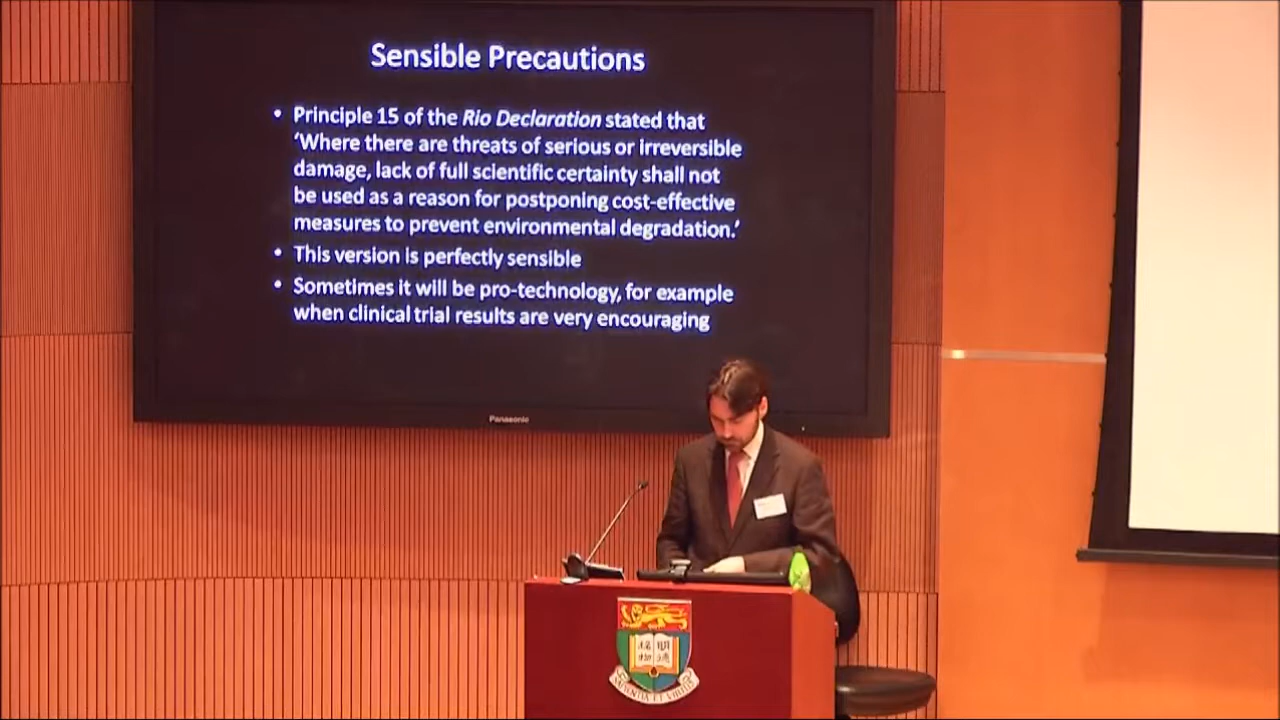 Sensible Precautions
• Principle 15 of the Rio Declaration stated that
‘Where there are threats of serious or irreversible
damage, lack of full scientific certainty shall not
be used as a reason for postponing cost-effective
measures to prevent environmental degradation.’
• This version is perfectly sensible
• Sometimes it will be pro-technology, for example
when clinical trial results are very encouraging
Panasonic